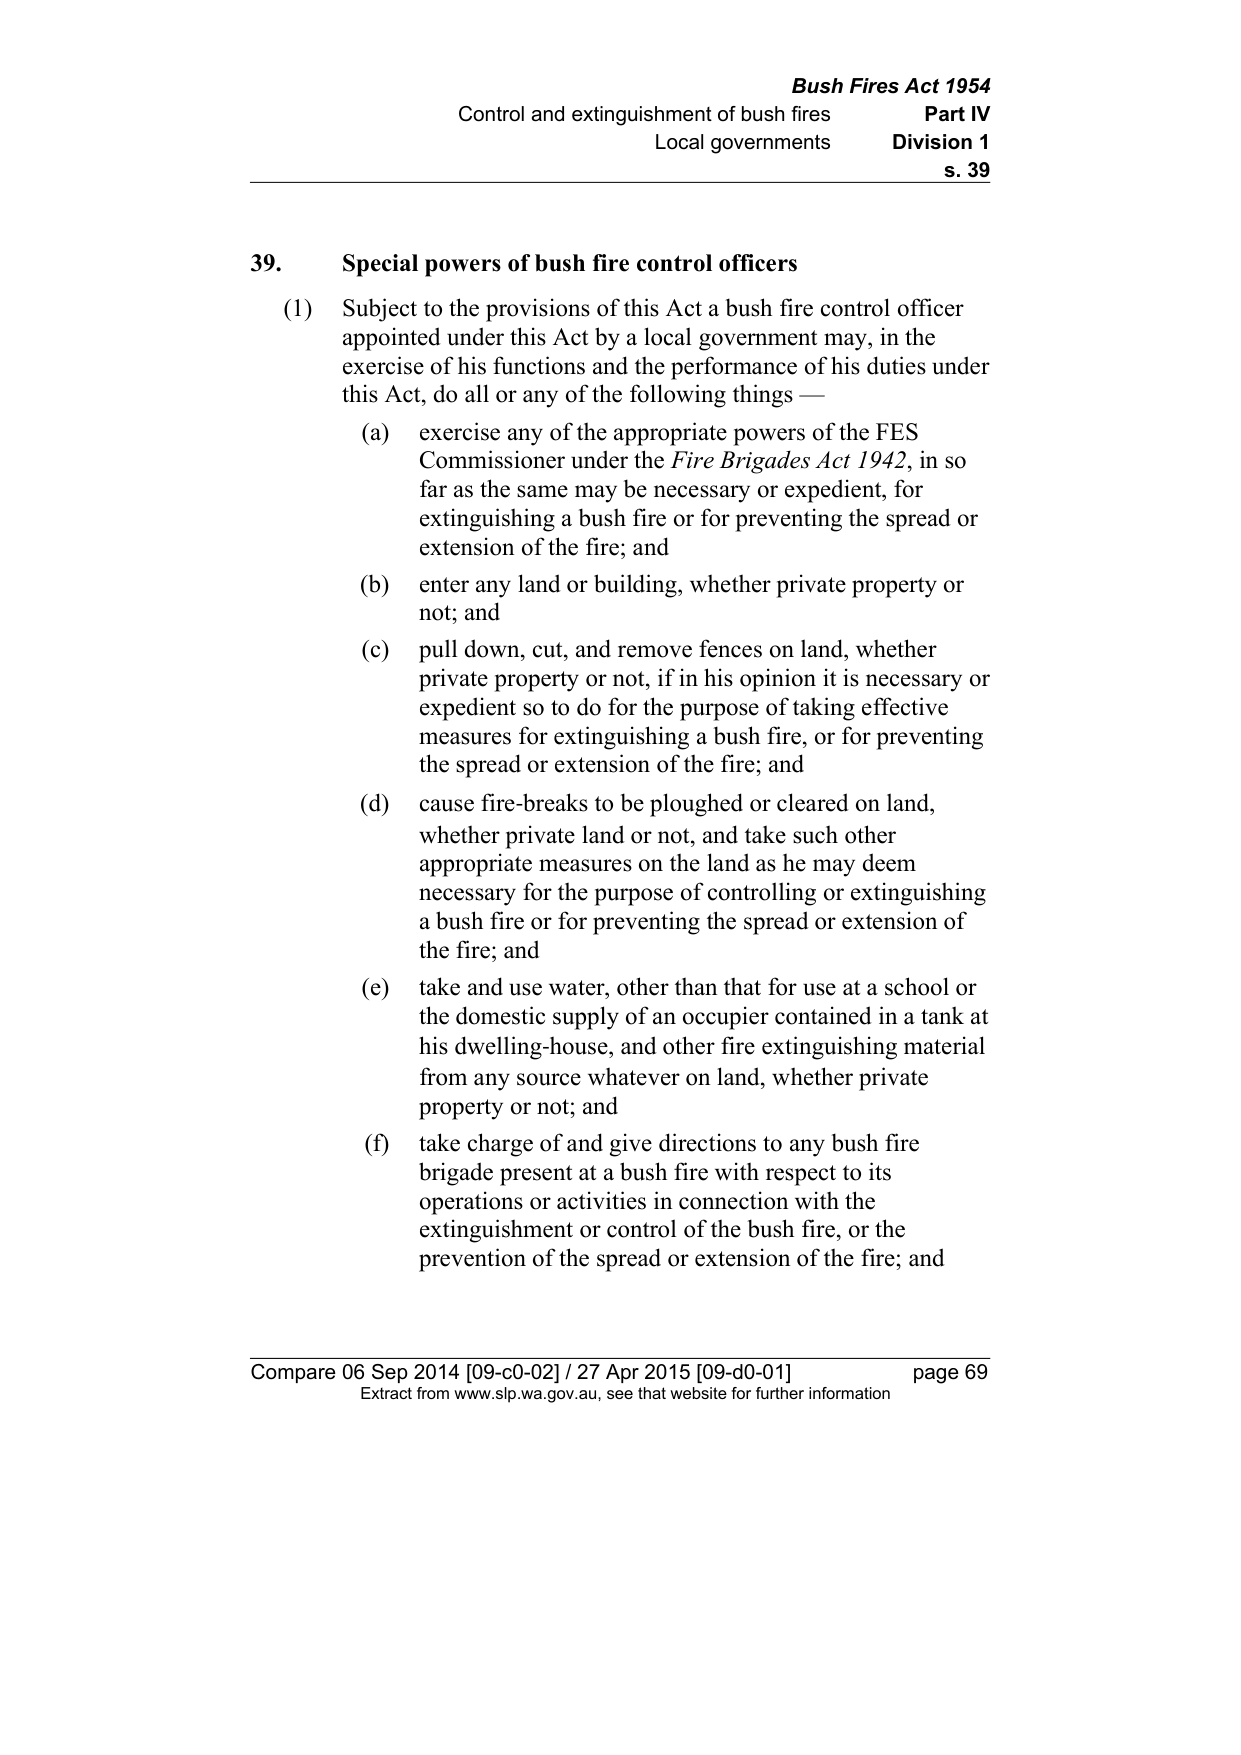 Bush Fires Act 1954
Control and extinguishment of bush fires Part IV
Local governments Division 1
s. 39
39. Special powers of bush fire control officers
(1) Subject to the provisions of this Act a bush fire control officer
appointed under this Act by a local government may, in the
exercise of his functions and the performance of his duties under
this Act, do all or any of the following things —
(a) exercise any of the appropriate powers of the FES
Commissioner under the Fire Brigades Act 1942, in so
far as the same may be necessary or expedient, for
extinguishing a bush fire or for preventing the spread or
extension of the fire; and
(b) enter any land or building, whether private property or
not; and
(c) pull down, cut, and remove fences on land, whether
private property or not, if in his opinion it is necessary or
expedient so to do for the purpose of taking effective
measures for extinguishing a bush fire, or for preventing
the spread or extension of the fire; and
(d) cause fire-breaks to be ploughed or cleared on land,
whether private land or not, and take such other
appropriate measures on the land as he may deem
necessary for the purpose of controlling or extinguishing
a bush fire or for preventing the spread or extension of
the fire; and
(e) take and use water, other than that for use at a school or
the domestic supply of an occupier contained in a tank at
his dwelling-house, and other fire extinguishing material
from any source whatever on land, whether private
property or not; and
(f) take charge of and give directions to any bush fire
brigade present at a bush fire with respect to its
operations or activities in connection with the
extinguishment or control of the bush fire, or the
prevention of the spread or extension of the fire; and
Compare 06 Sep 2014 [09-c0-02] / 27 Apr 2015 [09-d0-01] page 69
Extract from www.slp.wa.gov.au, see that website for further information